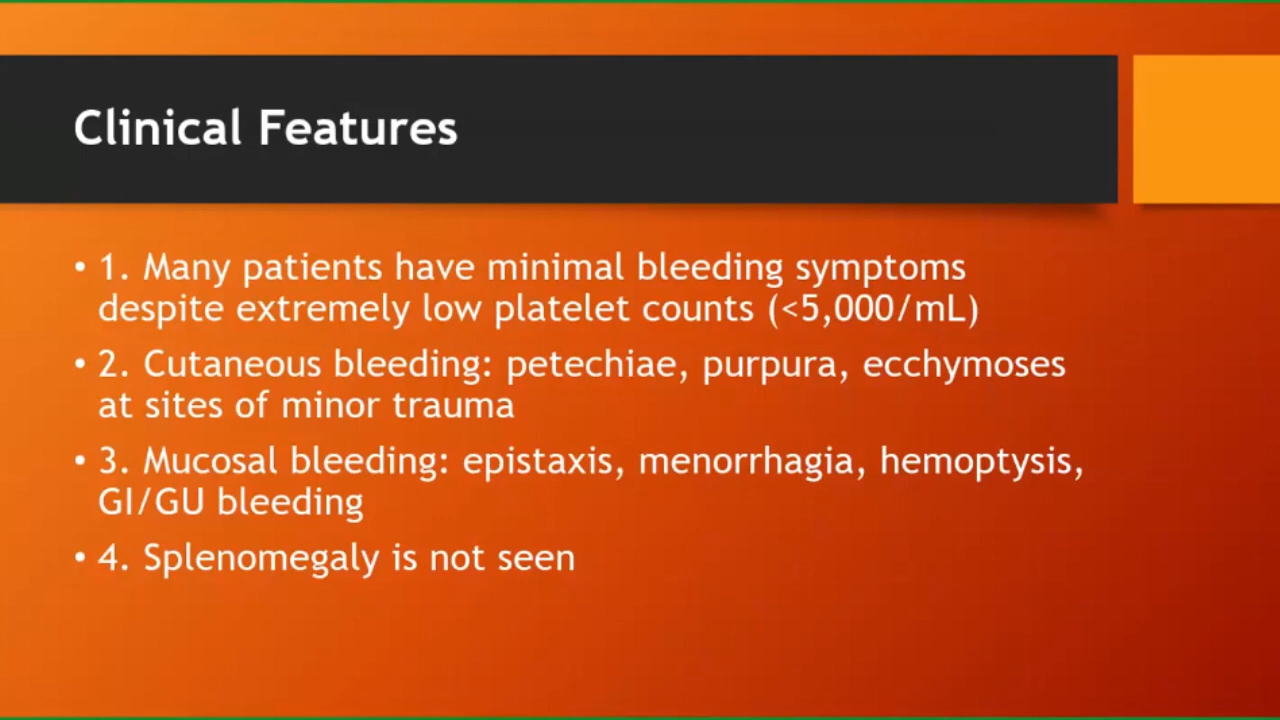 Clinical Features
• 1. Many patients have minimal bleeding symptoms
despite extremely low platelet counts (<5,000/mL)
• 2. Cutaneous bleeding: petechiae, purpura, ecchymoses
at sites of minor trauma
• 3. Mucosal bleeding: epistaxis, menorrhagia, hemoptysis,
GI/GU bleeding
• 4. Splenomegaly is not seen